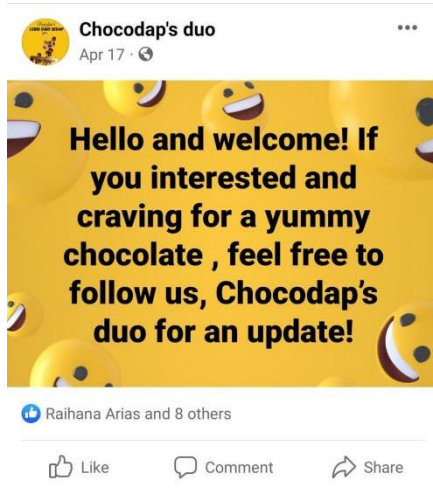 Chocodap's duo
Apr 17 ·
Hello and welcome! If
you interested and
craving for a yummy
chocolate , feel free to
follow us, Chocodap's
duo for an update!
Raihana Arias and 8 others
Like Comment Share